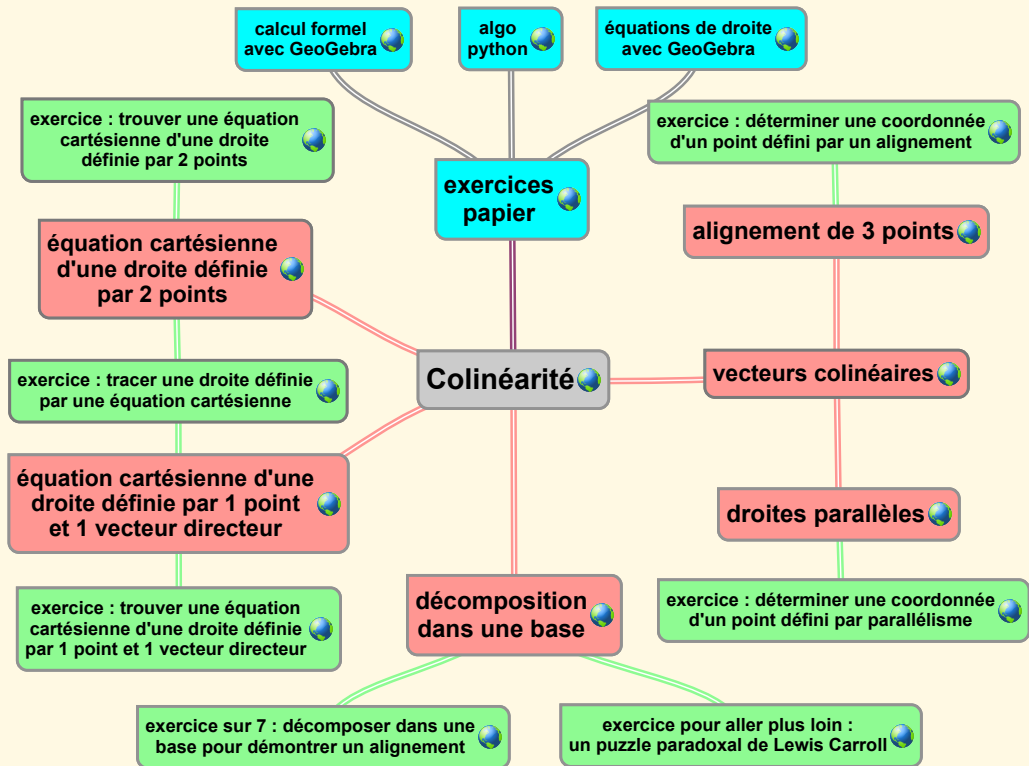 calcul formel
avec GeoGebra
algo
python
équations de droite
avec GeoGebra
exercice : trouver une équation
cartésienne d'une droite
définie par 2 points
exercice : déterminer une coordonnée
d'un point défini par un alignement
exercices
papier
équation cartésienne
d'une droite définie
par 2 points
alignement de 3 points
exercice : tracer une droite définie
par une équation cartésienne
Colinéarité
vecteurs colinéaires
équation cartésienne d'une
droite définie par 1 point
et 1 vecteur directeur
droites parallèles
exercice : trouver une équation
cartésienne d'une droite définie
par 1 point et 1 vecteur directeur
décomposition
dans une base
exercice : déterminer une coordonnée
d'un point défini par parallélisme
exercice sur 7 : décomposer dans une
base pour démontrer un alignement
exercice pour aller plus loin :
un puzzle paradoxal de Lewis Carroll